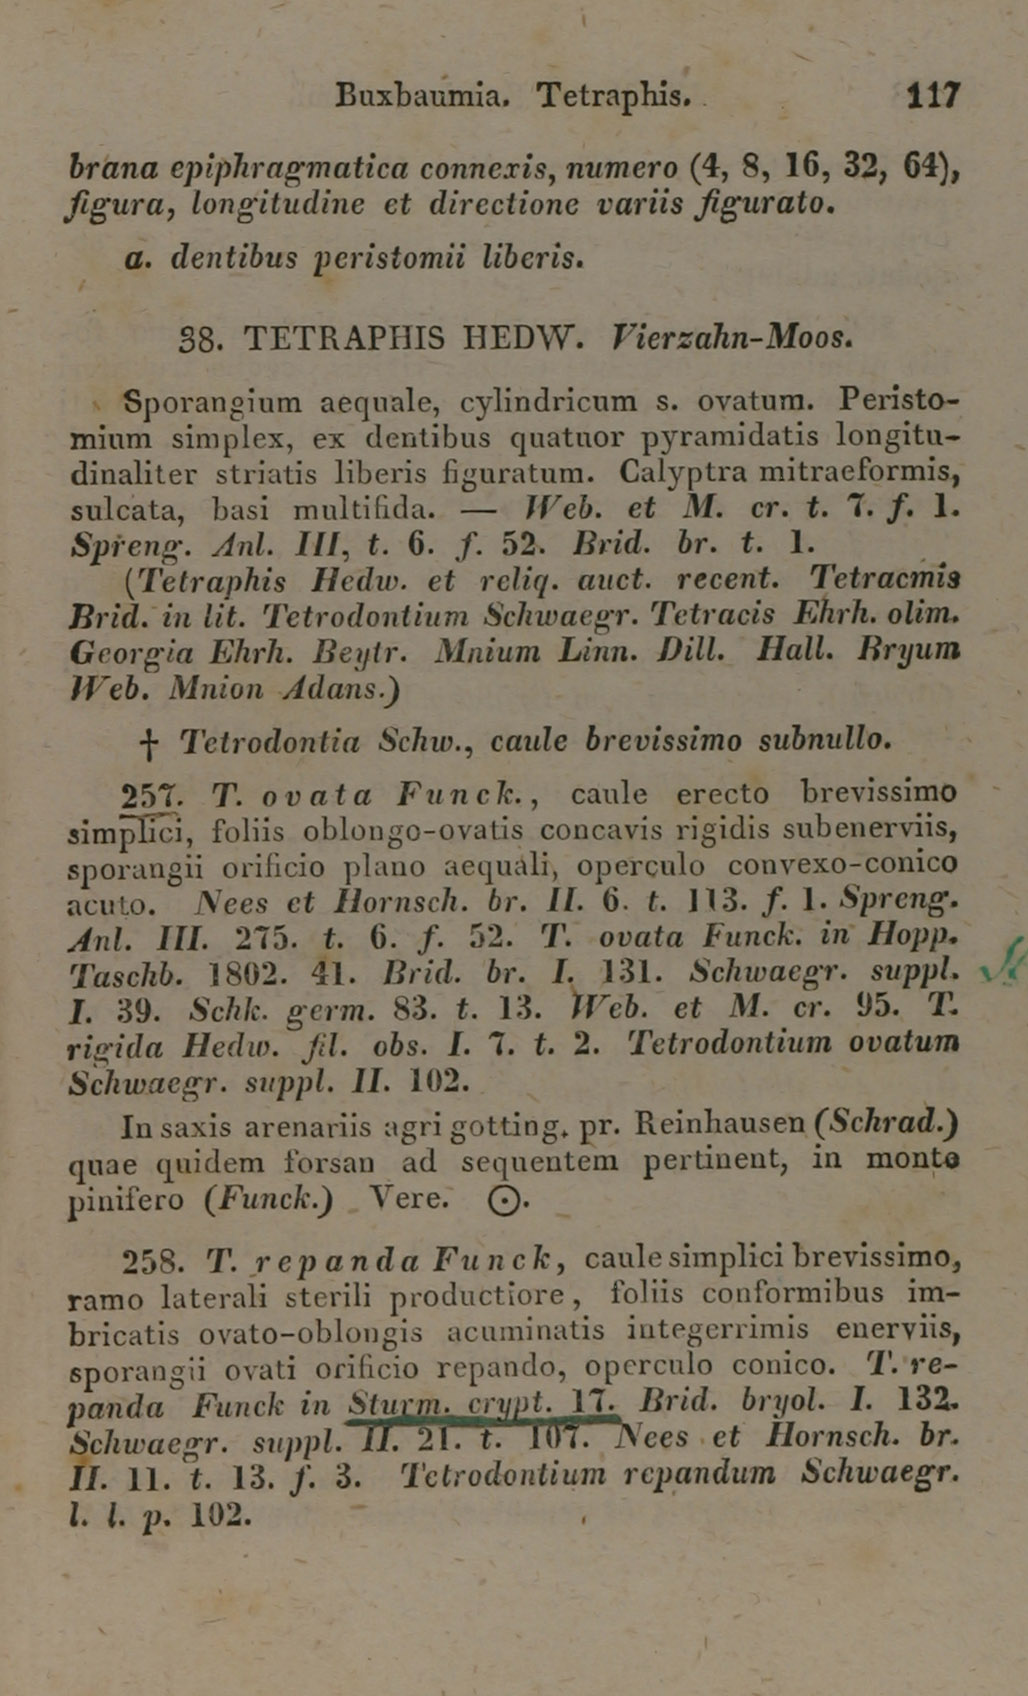 Buxbaumia. Tetraphis. 117
brana epiphragmatica connexis, numero (4, 8, 16, 32, 64),
figura, longitudine et directione variis figurato.
a. dentibus peristomii liberis.
38. TETRAPHIS HEDW. Vierzahn-Moos.
Sporangium aequale, cylindricum s. ovatum. Peristo-
mium simplex, ex dentibus quatuor pyramidatis longitu-
dinaliter striatis liberis figuratum. Calyptra mitraeformis,
sulcata, basi multifida. — Web. et M. cr. t. 7. f. 1.
Spreng. Anl. III, t. 6. f. 52. Brid. br. t. 1.
(Tetraphis Hedw. et reliq. auct. recent. Tetracmis
Brid. in lit. Tetrodontium Schwaegr. Tetracis Ehrh. olim.
Georgia Ehrh. Beytr. Mnium Linn. Dill. Hall. Bryum
Web. Mnion Adans.)
† Tetrodontia Schw., caule brevissimo subnullo.
257. T. ovata Funck., caule erecto brevissimo
simplici, foliis oblongo-ovatis concavis rigidis subenerviis,
sporangii orificio plano aequali, operculo convexo-conico
acuto. Nees et Hornsch. br. II. 6. t. 113. f. 1. Spreng.
Anl. III. 275. t. 6. f. 52. T. ovata Funck. in Hopp.
Taschb. 1802. 41. Brid. br. I. 131. Schwaegr. suppl.
I. 39. Schk. germ. 83. t. 13. Web. et M. cr. 95. T.
rigida Hedw. fil. obs. I. 7. t. 2. Tetrodontium ovatum
Schwaegr. suppl. II. 102.
In saxis arenariis agri gotting. pr. Reinhausen (Schrad.)
quae quidem forsan ad sequentem pertinent, in monte
pinifero (Funck.) Vere. ⊙.
258. T. repanda Funck, caule simplici brevissimo,
ramo laterali sterili productiore, foliis conformibus im-
bricatis ovato-oblongis acuminatis integerrimis enerviis,
sporangii ovati orificio repando, operculo conico. T. re-
panda Funck in Sturm. crypt. 17. Brid. bryol. I. 132.
Schwaegr. suppl. II. 21. t. 107. Nees et Hornsch. br.
II. 11. t. 13. f. 3. Tetrodontium repandum Schwaegr.
l. l. p. 102.